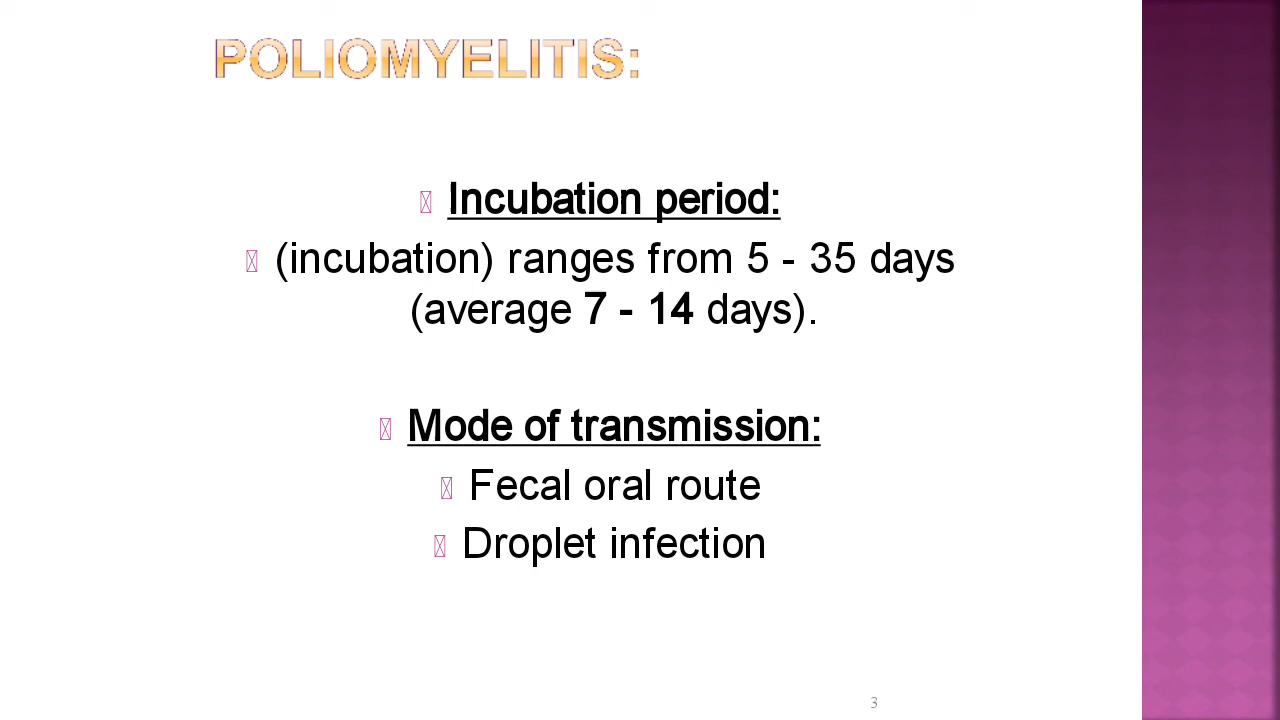 POLIOMYELITIS:
Incubation period:
(incubation) ranges from 5 - 35 days
(average 7 - 14 days).
Mode of transmission:
Fecal oral route
Droplet infection
3